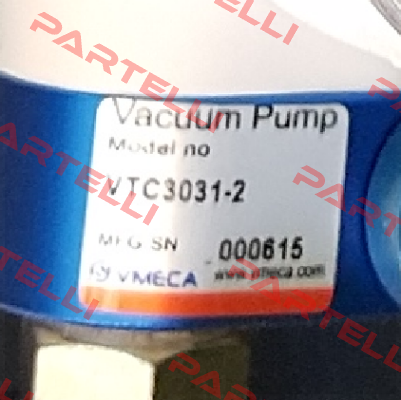 Vacuum Pump
Model no
VTC3031-2
MFG SN 000615
VMECA www.vmeca.com
PARTELLI
PARTELLI
PARTELLI
PARTELLI
PARTELLI